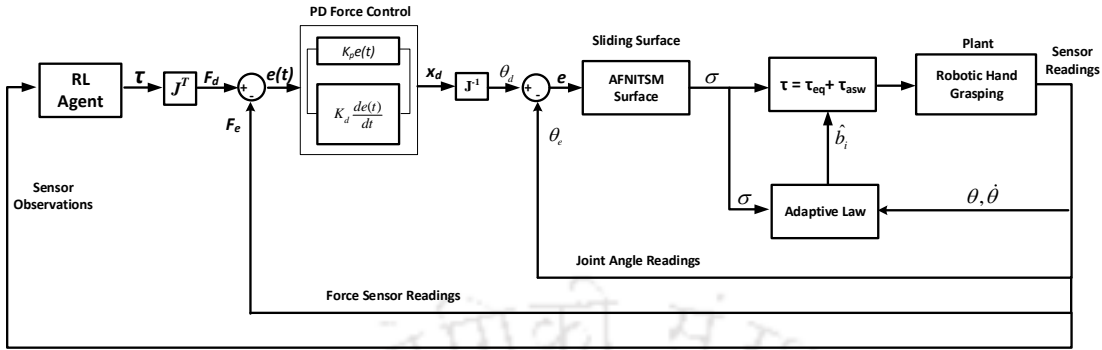 PD Force Control
K_p e(t)
K_d de(t)/dt
RL
Agent
τ
J^T
F_d
+
-
e(t)
F_e
x_d
J^-1
θ_d
+
-
e
θ_e
Sliding Surface
AFNITSM
Surface
σ
τ = τ_eq + τ_asw
Plant
Robotic Hand
Grasping
Sensor
Readings
b̂_i
σ
Adaptive Law
θ, θ̇
Sensor
Observations
Joint Angle Readings
Force Sensor Readings